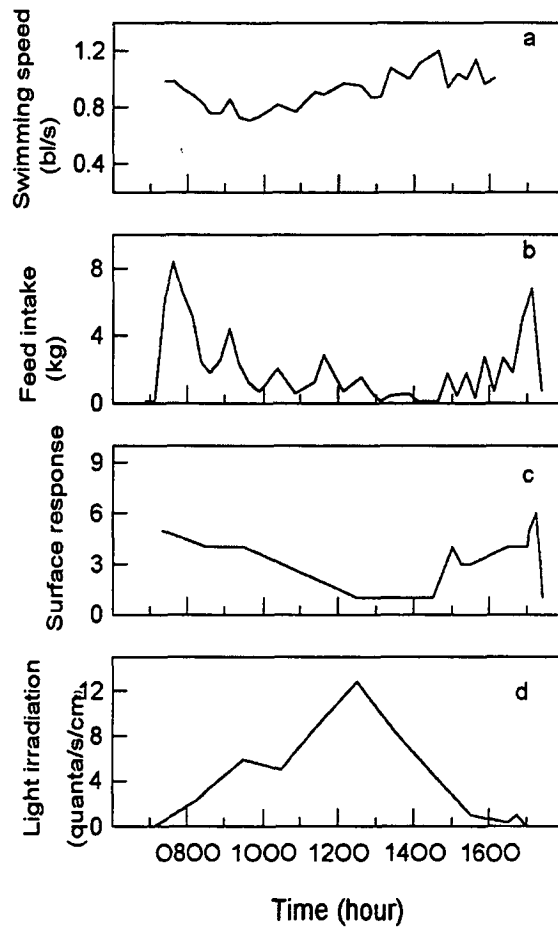 Swimming speed
(bl/s)
1.2
0.8
0.4
a
Feed intake
(kg)
8
4
0
b
Surface response
9
6
3
0
c
Light irradiation
(quanta/s/cm
12
8
4
0
d
0800 1000 1200 1400 1600
Time (hour)